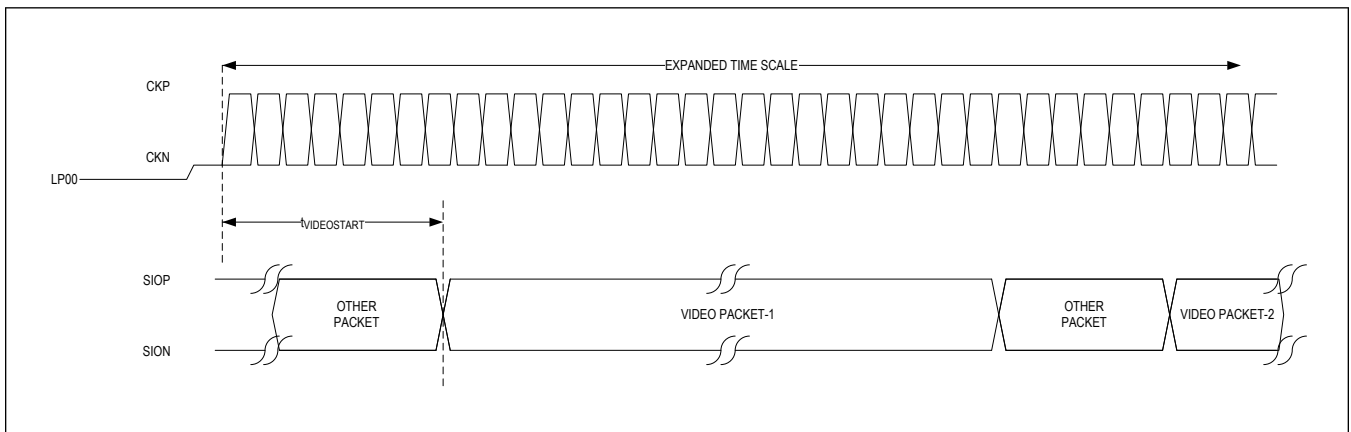 EXPANDED TIME SCALE
CKP
CKN
LP00
tVIDEOSTART
SIOP
OTHER
PACKET
VIDEO PACKET-1
OTHER
PACKET
VIDEO PACKET-2
SION